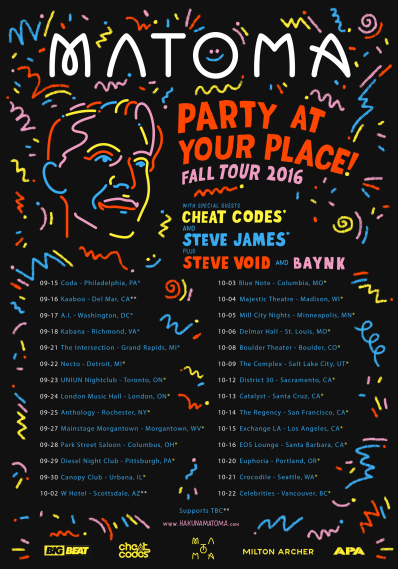 MATOMA
PARTY AT
YOUR PLACE!
FALL TOUR 2016
WITH SPECIAL GUESTS
CHEAT CODES*
AND
STEVE JAMES*
PLUS
STEVE VOID AND BAYNK
09-15 Coda - Philadelphia, PA*
09-16 Kaaboo - Del Mar, CA**
09-17 A.I. - Washington, DC*
09-18 Kabana - Richmond, VA*
09-21 The Intersection - Grand Rapids, MI*
09-22 Necto - Detroit, MI*
09-23 UNIUN Nightclub - Toronto, ON*
09-24 London Music Hall - London, ON*
09-25 Anthology - Rochester, NY*
09-27 Mainstage Morgantown - Morgantown, WV*
09-28 Park Street Saloon - Columbus, OH*
09-29 Diesel Night Club - Pittsburgh, PA*
09-30 Canopy Club - Urbana, IL*
10-02 W Hotel - Scottsdale, AZ**
10-03 Blue Note - Columbia, MO*
10-04 Majestic Theatre - Madison, WI*
10-05 Mill City Nights - Minneapolis, MN*
10-06 Delmar Hall - St. Louis, MO*
10-08 Boulder Theater - Boulder, CO*
10-09 The Complex - Salt Lake City, UT*
10-12 District 30 - Sacramento, CA*
10-13 Catalyst - Santa Cruz, CA*
10-14 The Regency - San Francisco, CA*
10-15 Exchange LA - Los Angeles, CA*
10-16 EOS Lounge - Santa Barbara, CA*
10-20 Euphoria - Portland, OR*
10-21 Crocodile - Seattle, WA*
10-22 Celebrities - Vancouver, BC*
Supports TBC**
www.HAKUNAMATOMA.com
BIG BEAT
cheat codes
MATOMA
MILTON ARCHER
APA